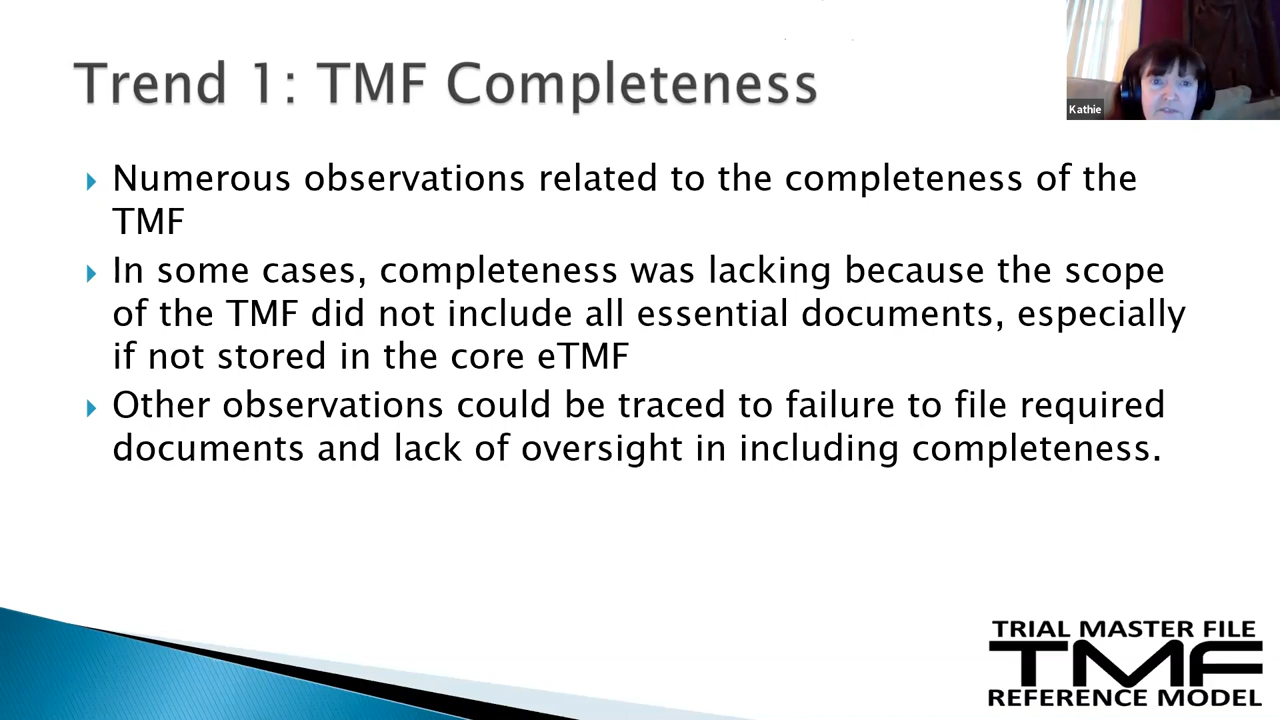 Trend 1: TMF Completeness
Kathie
Numerous observations related to the completeness of the
TMF
In some cases, completeness was lacking because the scope
of the TMF did not include all essential documents, especially
if not stored in the core eTMF
Other observations could be traced to failure to file required
documents and lack of oversight in including completeness.
TRIAL MASTER FILE
TMF
REFERENCE MODEL